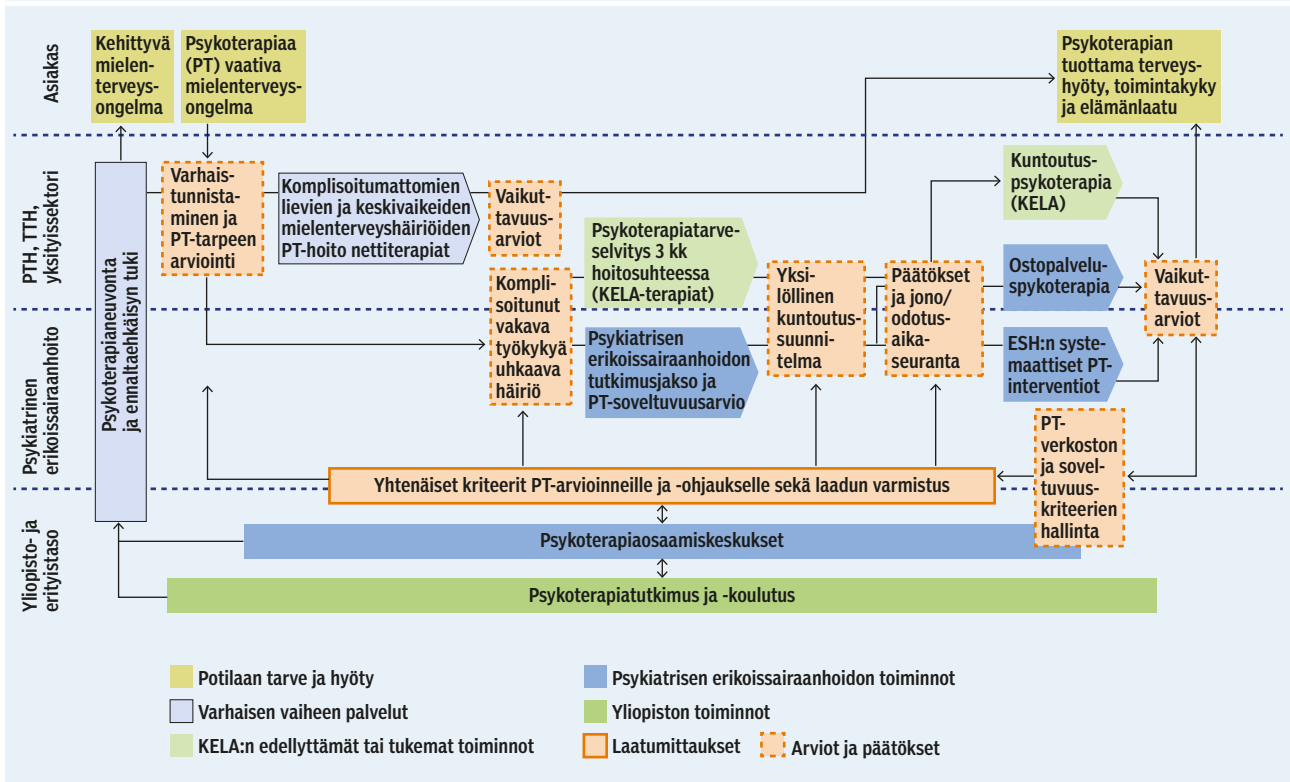 Asiakas
Kehittyvä
mielen-
terveys-
ongelma
Psykoterapiaa
(PT) vaativa
mielenterveys-
ongelma
Psykoterapian
tuottama terveys-
hyöty, toimintakyky
ja elämänlaatu
PTH, TTH,
yksityissektori
Psykoterapianeuvonta
ja ennaltaehkäisyn tuki
Varhais-
tunnista-
minen ja
PT-tarpeen
arviointi
Komplisoitumattomien
lievien ja keskivaikeiden
mielenterveyshäiriöiden
PT-hoito nettiterapiat
Vaikut-
tavuus-
arviot
Psykoterapiatarve-
selvitys 3 kk
hoitosuhteessa
(KELA-terapiat)
Kompli-
soitunut
vakava
työkykyä
uhkaava
häiriö
Psykiatrisen
erikoissairaanhoidon
tutkimusjakso ja
PT-soveltuvuusarvio
Yksi-
löllinen
kuntoutus-
suunni-
telma
Päätökset
ja jono/
odotus-
aika-
seuranta
Kuntoutus-
psykoterapia
(KELA)
Ostopalvelu-
spykoterapia
ESH:n syste-
maattiset PT-
interventiot
Vaikut-
tavuus-
arviot
Psykiatrinen
erikoissairaanhoito
PT-
verkoston
ja sovel-
tuvuus-
kriteerien
hallinta
Yhtenäiset kriteerit PT-arvioinneille ja -ohjaukselle sekä laadun varmistus
Yliopisto- ja
erityistaso
Psykoterapiaosaamiskeskukset
Psykoterapiatutkimus ja -koulutus
Potilaan tarve ja hyöty
Varhaisen vaiheen palvelut
KELA:n edellyttämät tai tukemat toiminnot
Psykiatrisen erikoissairaanhoidon toiminnot
Yliopiston toiminnot
Laatumittaukset
Arviot ja päätökset